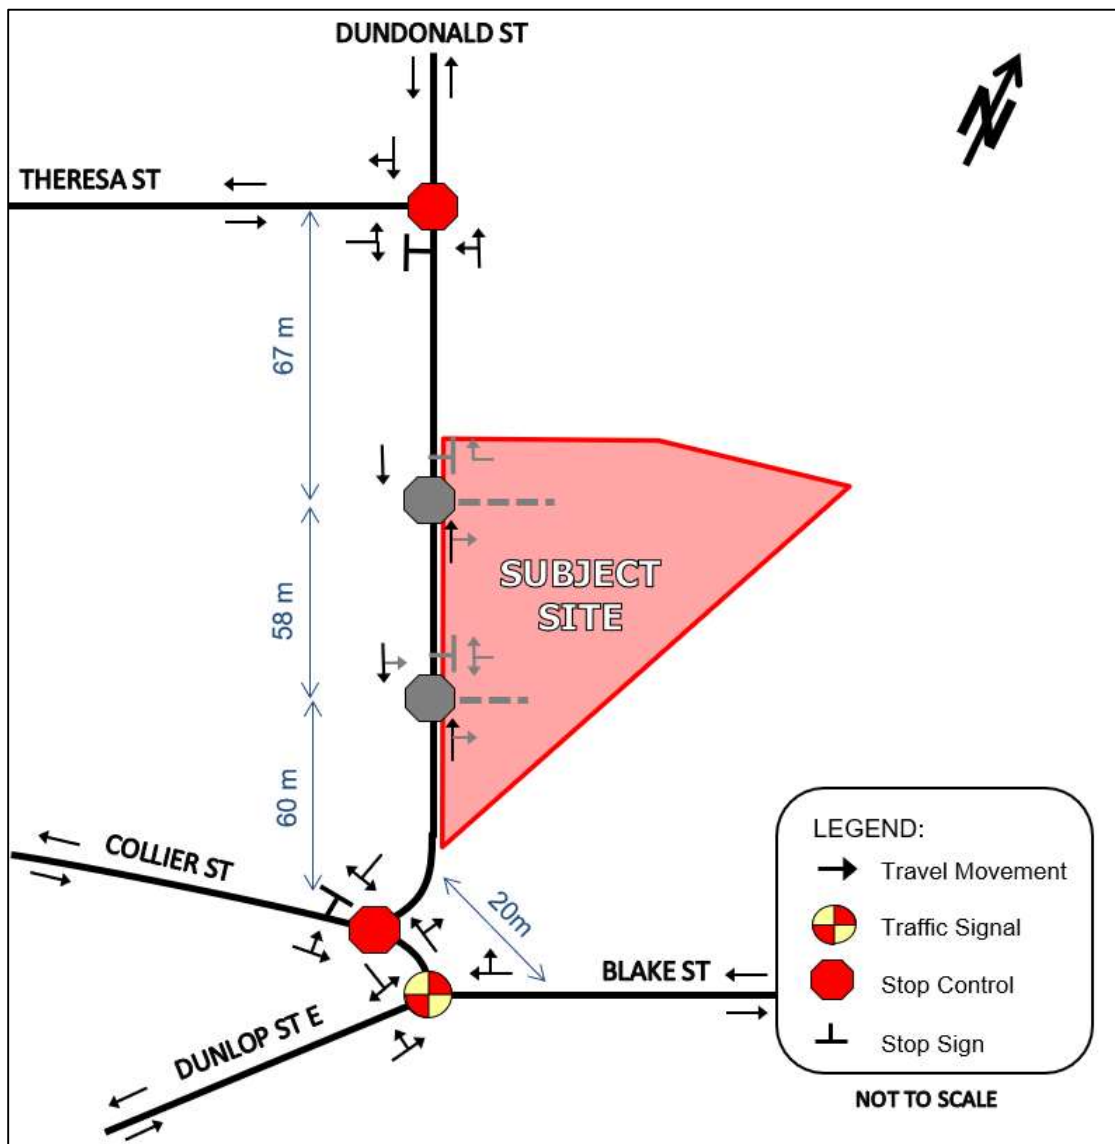 DUNDONALD ST
N
THERESA ST
67 m
SUBJECT
SITE
58 m
60 m
COLLIER ST
20m
BLAKE ST
DUNLOP ST E
LEGEND:
Travel Movement
Traffic Signal
Stop Control
Stop Sign
NOT TO SCALE